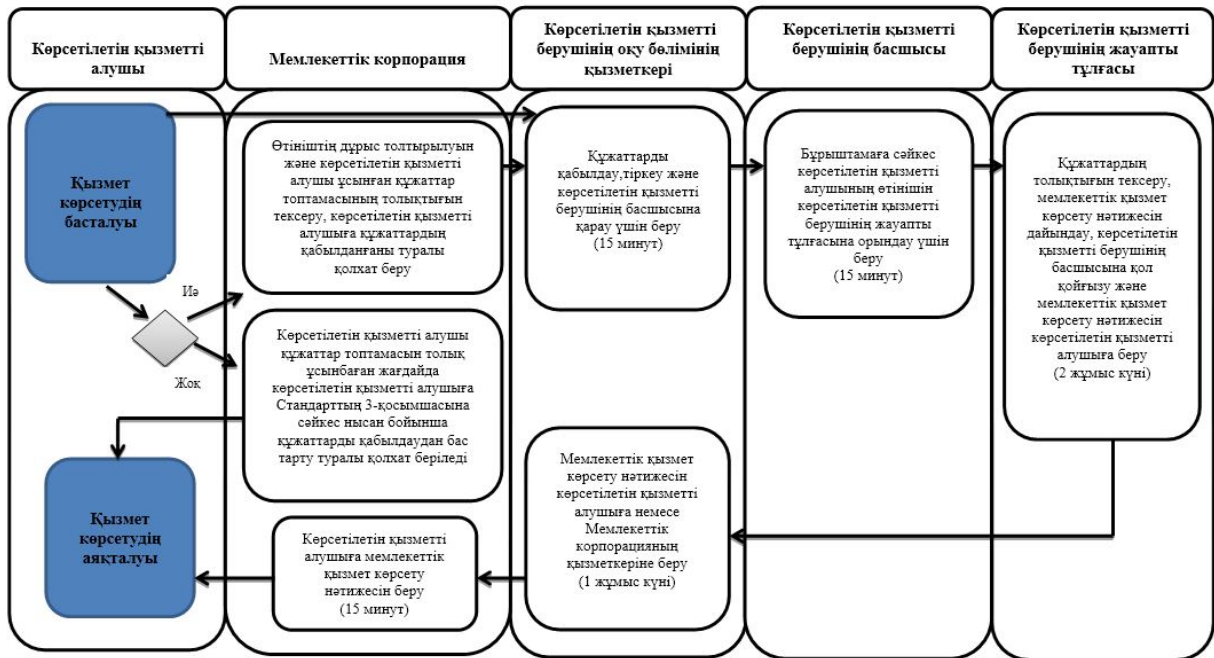 Көрсетілетін қызметті
алушы
Мемлекеттік корпорация
Көрсетілетін қызметті
берушінің оқу бөлімінің
қызметкері
Көрсетілетін қызметті
берушінің басшысы
Көрсетілетін қызметті
берушінің жауапты
тұлғасы
Қызмет
көрсетудің
басталуы
Өтініштің дұрыс толтырылуын
және көрсетілетін қызметті
алушы ұсынған құжаттар
топтамасының толықтығын
тексеру, көрсетілетін қызметті
алушыға құжаттардың
қабылданғаны туралы
қолхат беру
Құжаттарды
қабылдау,тіркеу және
көрсетілетін қызметті
берушінің басшысына
қарау үшін беру
(15 минут)
Бұрыштамаға сәйкес
көрсетілетін қызметті
алушының өтінішін
көрсетілетін қызметті
берушінің жауапты
тұлғасына орындау үшін
беру
(15 минут)
Құжаттардың
толықтығын тексеру,
мемлекеттік қызмет
көрсету нәтижесін
дайындау, көрсетілетін
қызметті берушінің
басшысына қол
қойғызу және
мемлекеттік қызмет
көрсету нәтижесін
көрсетілетін қызметті
алушыға беру
(2 жұмыс күні)
Иә
Жоқ
Көрсетілетін қызметті алушы
құжаттар топтамасын толық
ұсынбаған жағдайда
көрсетілетін қызметті алушыға
Стандарттың 3-қосымшасына
сәйкес нысан бойынша
құжаттарды қабылдаудан бас
тарту туралы қолхат беріледі
Мемлекеттік қызмет
көрсету нәтижесін
көрсетілетін қызметті
алушыға немесе
Мемлекеттік
корпорацияның
қызметкеріне беру
(1 жұмыс күні)
Қызмет
көрсетудің
аяқталуы
Көрсетілетін қызметті
алушыға мемлекеттік
қызмет көрсету
нәтижесін беру
(15 минут)